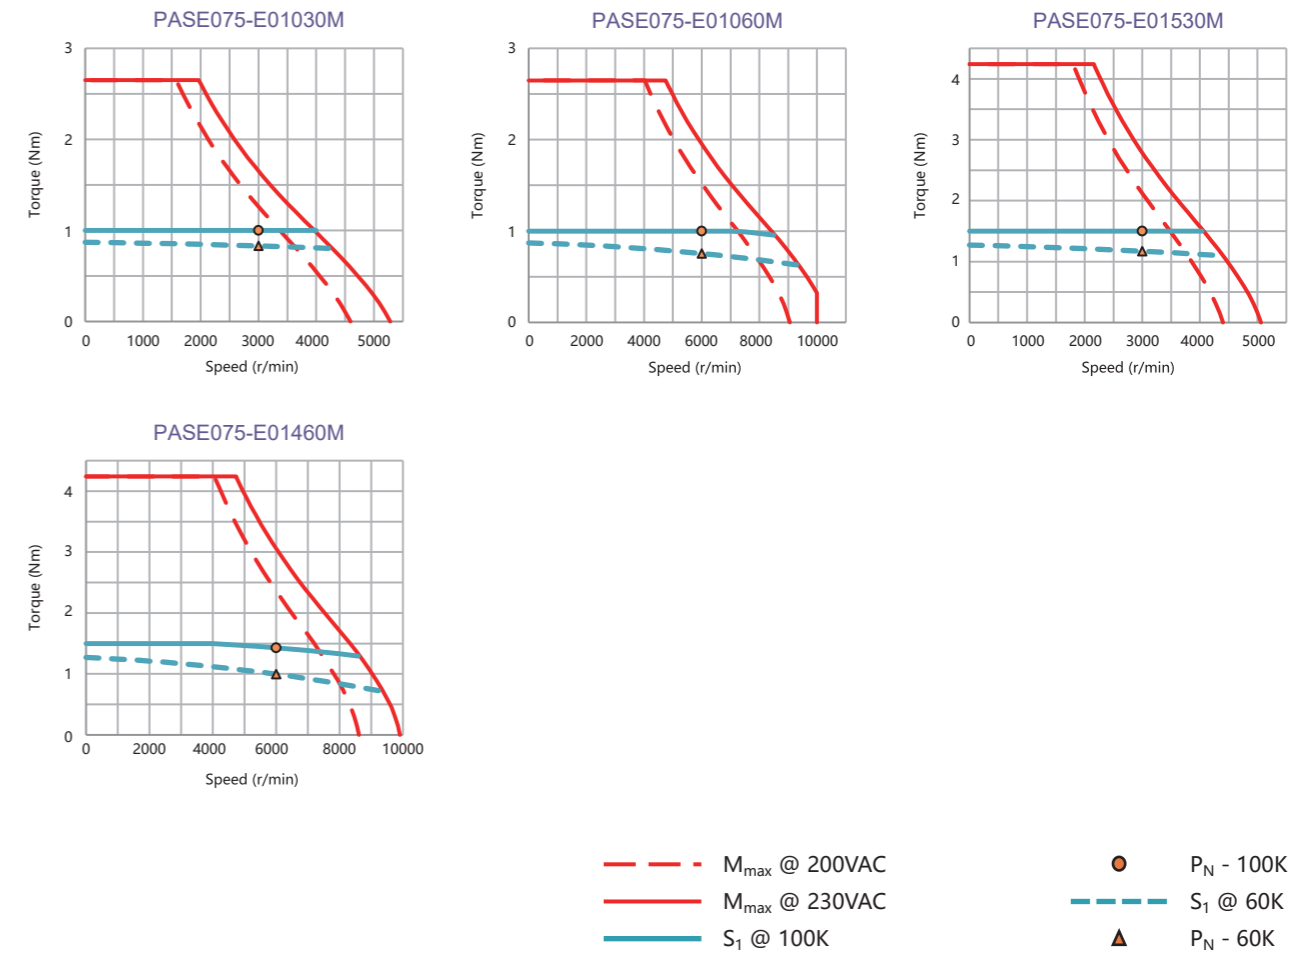 PASE075-E01030M
PASE075-E01060M
PASE075-E01530M
3
2
1
0
Torque (Nm)
0 1000 2000 3000 4000 5000
Speed (r/min)
3
2
1
0
Torque (Nm)
0 2000 4000 6000 8000 10000
Speed (r/min)
4
3
2
1
0
Torque (Nm)
0 1000 2000 3000 4000 5000
Speed (r/min)
PASE075-E01460M
4
3
2
1
0
Torque (Nm)
0 2000 4000 6000 8000 10000
Speed (r/min)
Mmax @ 200VAC
Mmax @ 230VAC
S1 @ 100K
PN - 100K
S1 @ 60K
PN - 60K